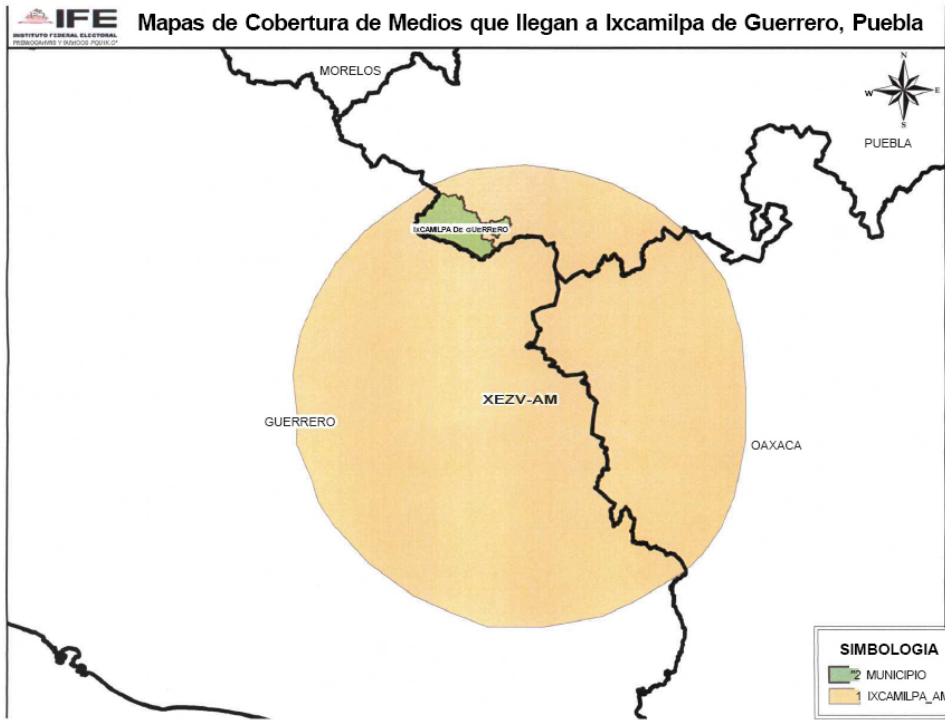 IFE
INSTITUTO FEDERAL ELECTORAL
Mapas de Cobertura de Medios que llegan a Ixcamilpa de Guerrero, Puebla
MORELOS
N
W E
S
PUEBLA
IXCAMILPA DE GUERRERO
XEZV-AM
GUERRERO
OAXACA
SIMBOLOGIA
"2 MUNICIPIO
1 IXCAMILPA_AM